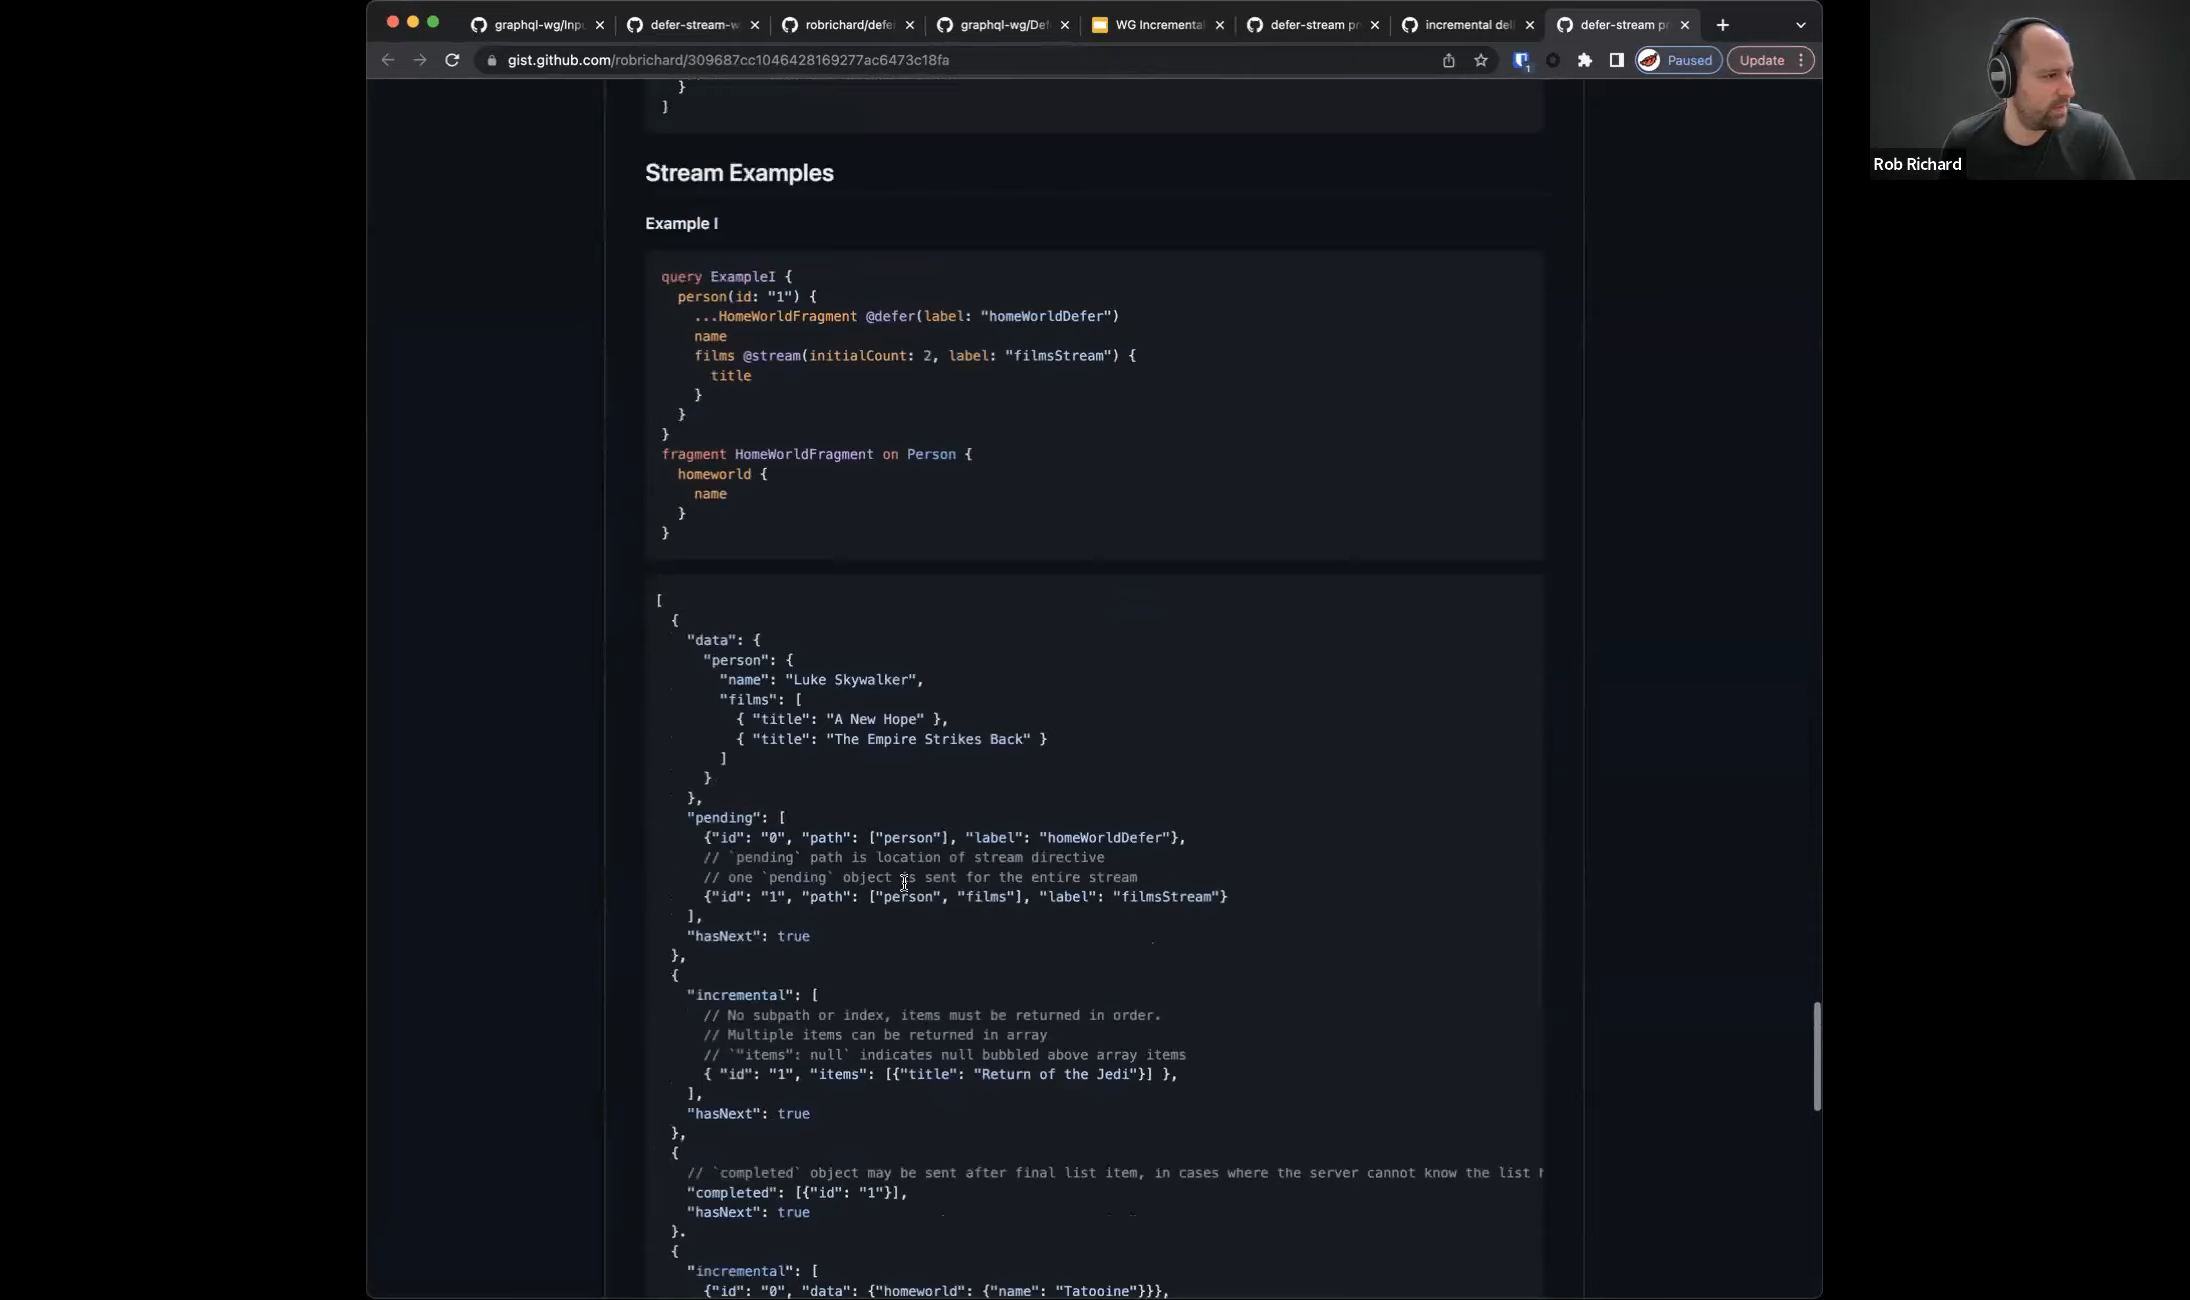 graphql-wg/Inpu
defer-stream-w
robrichard/defe
graphql-wg/Def
WG Incremental
defer-stream pr
incremental deli
defer-stream pr
gist.github.com/robrichard/309687cc1046428169277ac6473c18fa
1
Paused
Update
Rob Richard
}
]
Stream Examples
Example I
query ExampleI {
person(id: "1") {
...HomeWorldFragment @defer(label: "homeWorldDefer")
name
films @stream(initialCount: 2, label: "filmsStream") {
title
}
}
}
fragment HomeWorldFragment on Person {
homeworld {
name
}
}
[
{
"data": {
"person": {
"name": "Luke Skywalker",
"films": [
{ "title": "A New Hope" },
{ "title": "The Empire Strikes Back" }
]
}
},
"pending": [
{"id": "0", "path": ["person"], "label": "homeWorldDefer"},
// `pending` path is location of stream directive
// one `pending` object is sent for the entire stream
{"id": "1", "path": ["person", "films"], "label": "filmsStream"}
],
"hasNext": true
},
{
"incremental": [
// No subpath or index, items must be returned in order.
// Multiple items can be returned in array
// `"items": null` indicates null bubbled above array items
{ "id": "1", "items": [{"title": "Return of the Jedi"}] },
],
"hasNext": true
},
{
// `completed` object may be sent after final list item, in cases where the server cannot know the list
"completed": [{"id": "1"}],
"hasNext": true
},
{
"incremental": [
{"id": "0", "data": {"homeworld": {"name": "Tatooine"}}},